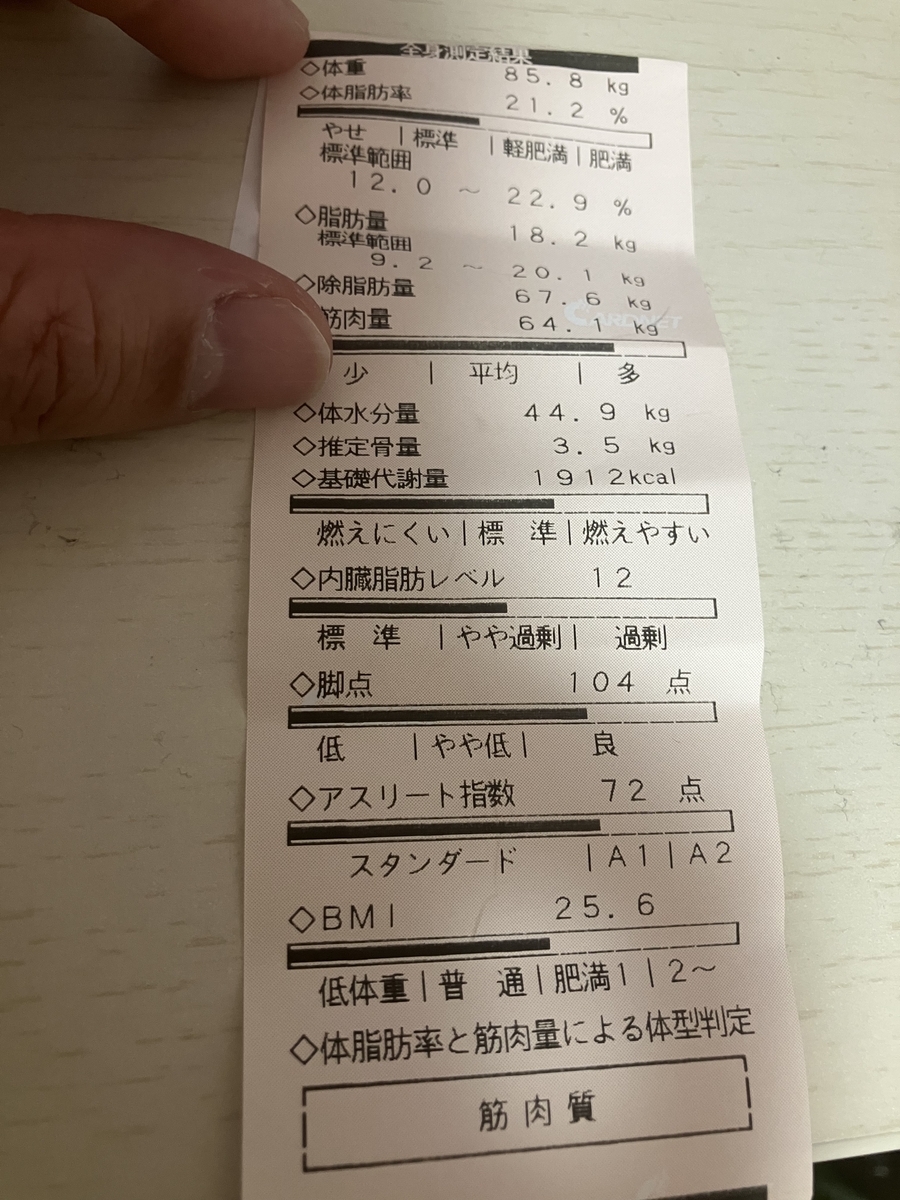 全身測定結果
◇体重 85.8 kg
◇体脂肪率 21.2 %
やせ |標準 |軽肥満|肥満
標準範囲
12.0 ~ 22.9 %
◇脂肪量 18.2 kg
標準範囲
9.2 ~ 20.1 kg
◇除脂肪量 67.6 kg
筋肉量 64.1 kg
CARDNET
少 | 平均 | 多
◇体水分量 44.9 kg
◇推定骨量 3.5 kg
◇基礎代謝量 1912kcal
燃えにくい|標 準|燃えやすい
◇内臓脂肪レベル 12
標 準 |やや過剰| 過剰
◇脚点 104 点
低 |やや低| 良
◇アスリート指数 72 点
スタンダード |A1|A2
◇BMI 25.6
低体重|普 通|肥満1|2~
◇体脂肪率と筋肉量による体型判定
筋肉質